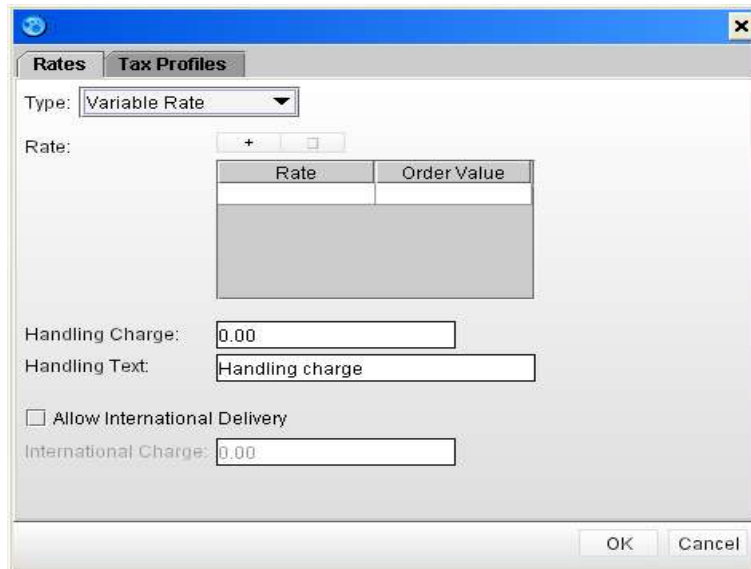 Rates Tax Profiles
Type: Variable Rate
Rate: +
Rate Order Value
Handling Charge: 0.00
Handling Text: Handling charge
Allow International Delivery
International Charge: 0.00
OK Cancel